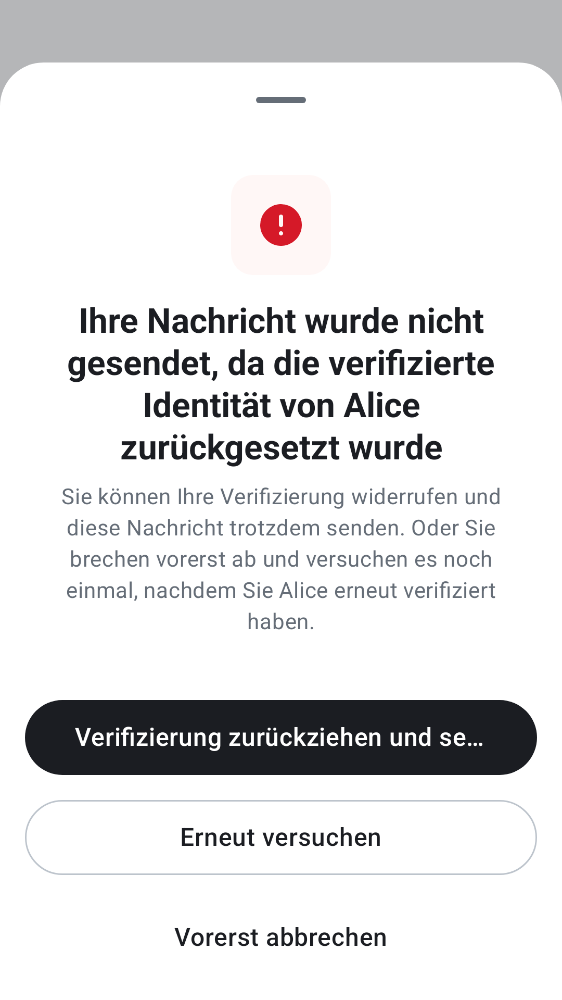 Ihre Nachricht wurde nicht
gesendet, da die verifizierte
Identität von Alice
zurückgesetzt wurde
Sie können Ihre Verifizierung widerrufen und
diese Nachricht trotzdem senden. Oder Sie
brechen vorerst ab und versuchen es noch
einmal, nachdem Sie Alice erneut verifiziert
haben.
Verifizierung zurückziehen und se…
Erneut versuchen
Vorerst abbrechen